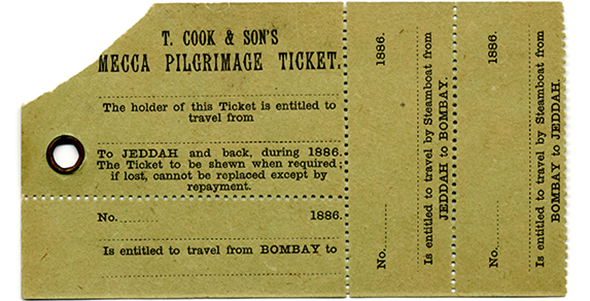 T. COOK & SON'S
MECCA PILGRIMAGE TICKET.
The holder of this Ticket is entitled to
travel from
To JEDDAH and back, during 1886.
The Ticket to be shewn when required;
if lost, cannot be replaced except by
repayment.
No. 1886.
Is entitled to travel from BOMBAY to
No. 1886.
Is entitled to travel by Steamboat from
JEDDAH to BOMBAY.
No. 1886.
Is entitled to travel by Steamboat from
BOMBAY to JEDDAH.